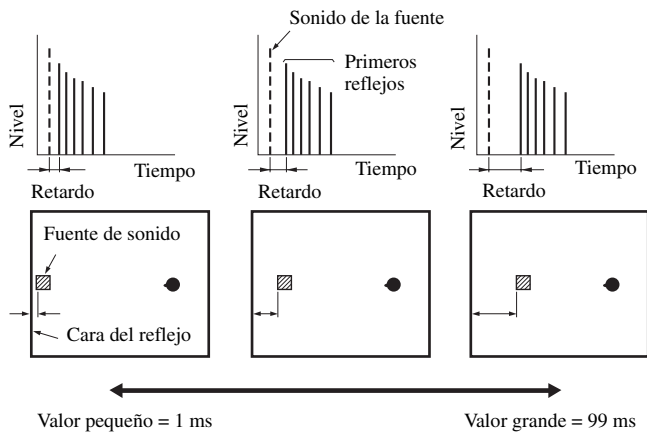 Sonido de la fuente
Primeros
reflejos
Nivel
Tiempo
Retardo
Nivel
Tiempo
Retardo
Nivel
Tiempo
Retardo
Fuente de sonido
Cara del reflejo
Valor pequeño = 1 ms
Valor grande = 99 ms